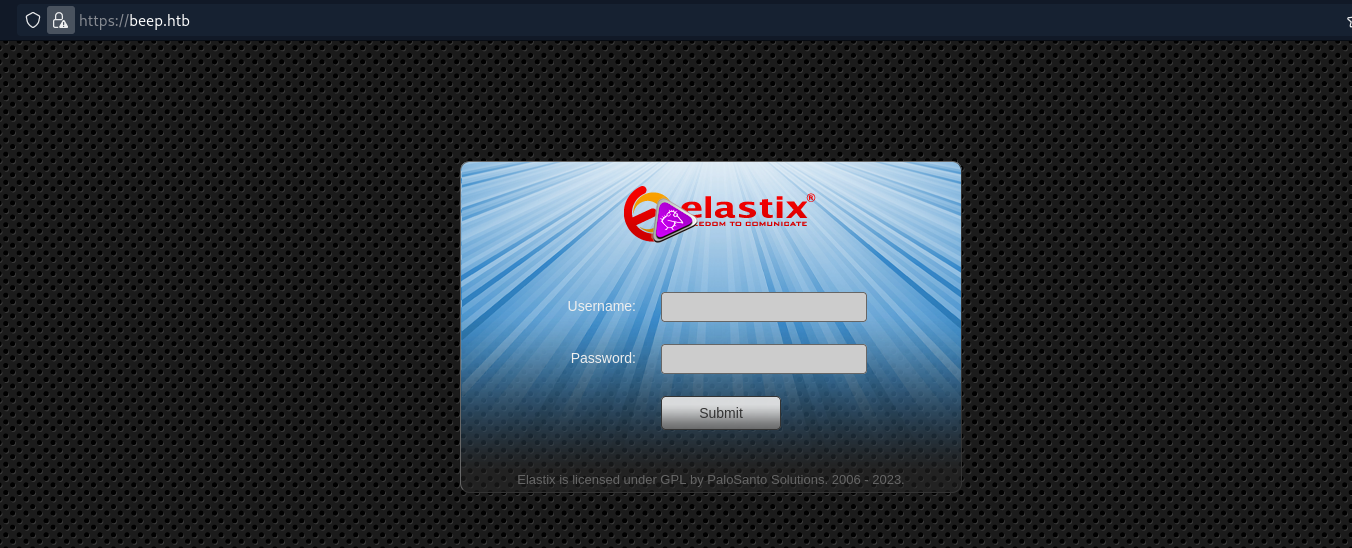 https://beep.htb
elastix®
EDOM TO COMUNICATE
Username:
Password:
Submit
Elastix is licensed under GPL by PaloSanto Solutions. 2006 - 2023.